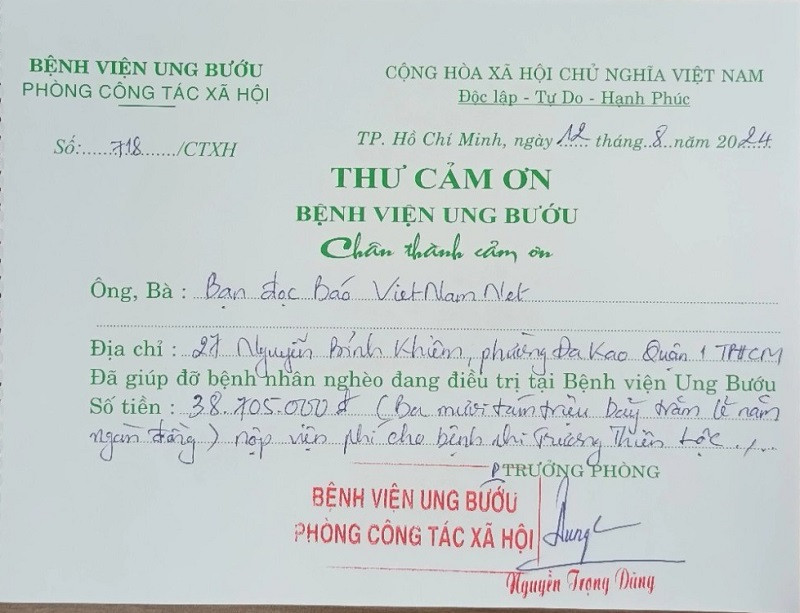 BỆNH VIỆN UNG BƯỚU
PHÒNG CÔNG TÁC XÃ HỘI
CỘNG HÒA XÃ HỘI CHỦ NGHĨA VIỆT NAM
Độc lập - Tự Do - Hạnh Phúc
Số:.....718......./CTXH
TP. Hồ Chí Minh, ngày 12 tháng 8 năm 2024
THƯ CẢM ƠN
BỆNH VIỆN UNG BƯỚU
Chân thành cảm ơn
Ông, Bà : Bạn đọc Báo VietNamNet
Địa chỉ : 27 Nguyễn Bỉnh Khiêm, phường Đa Kao Quận 1 TPHCM
Đã giúp đỡ bệnh nhân nghèo đang điều trị tại Bệnh viện Ung Bướu
Số tiền : 38.705.000đ (Ba mươi tám triệu bảy trăm lẻ năm
ngàn đồng) nộp viện phí cho bệnh nhi Trương Thiên Lộc ./.
P TRƯỞNG PHÒNG
BỆNH VIỆN UNG BƯỚU
PHÒNG CÔNG TÁC XÃ HỘI
Dung
Nguyễn Trọng Dũng